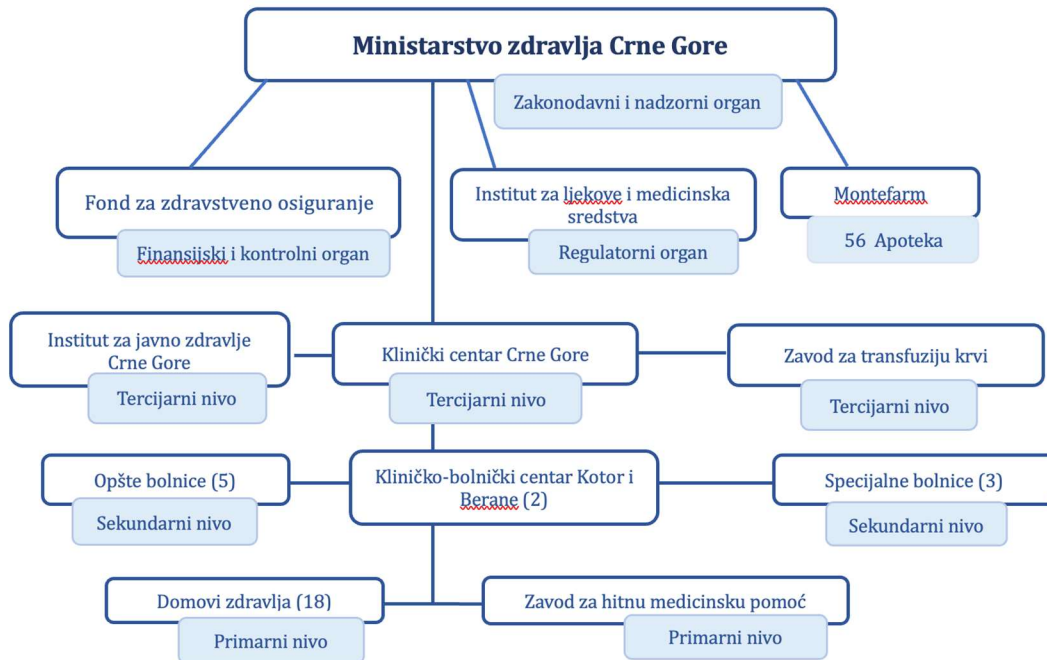 Ministarstvo zdravlja Crne Gore
Zakonodavni i nadzorni organ
Fond za zdravstveno osiguranje
Finansijski i kontrolni organ
Institut za ljekove i medicinska
sredstva
Regulatorni organ
Montefarm
56 Apoteka
Institut za javno zdravlje
Crne Gore
Tercijarni nivo
Klinički centar Crne Gore
Tercijarni nivo
Zavod za transfuziju krvi
Tercijarni nivo
Opšte bolnice (5)
Sekundarni nivo
Kliničko-bolnički centar Kotor i
Berane (2)
Specijalne bolnice (3)
Sekundarni nivo
Domovi zdravlja (18)
Primarni nivo
Zavod za hitnu medicinsku pomoć
Primarni nivo